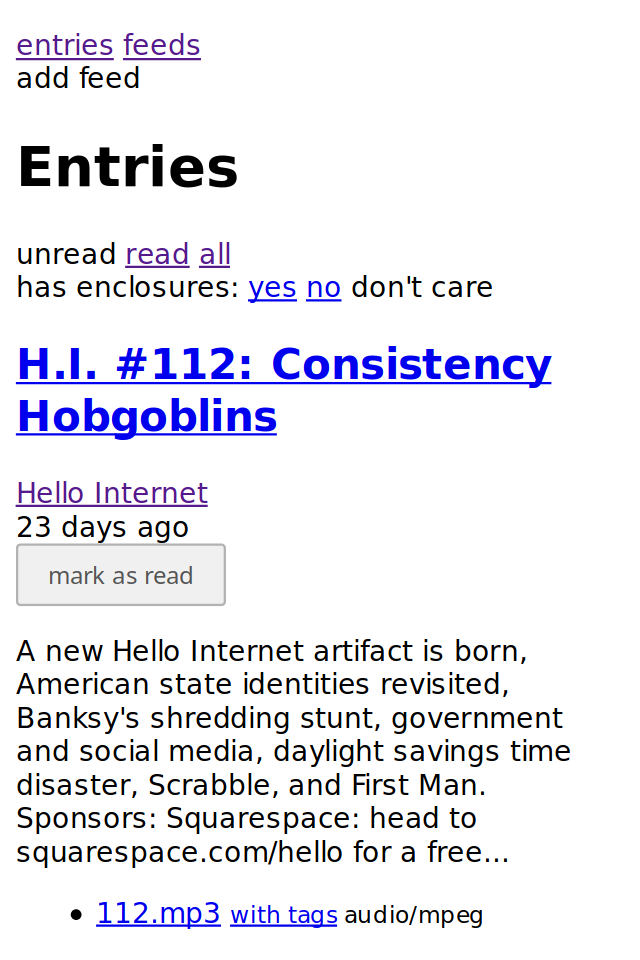 entries feeds
add feed
Entries
unread read all
has enclosures: yes no don't care
H.I. #112: Consistency
Hobgoblins
Hello Internet
23 days ago
mark as read
A new Hello Internet artifact is born,
American state identities revisited,
Banksy's shredding stunt, government
and social media, daylight savings time
disaster, Scrabble, and First Man.
Sponsors: Squarespace: head to
squarespace.com/hello for a free...
• 112.mp3 with tags audio/mpeg